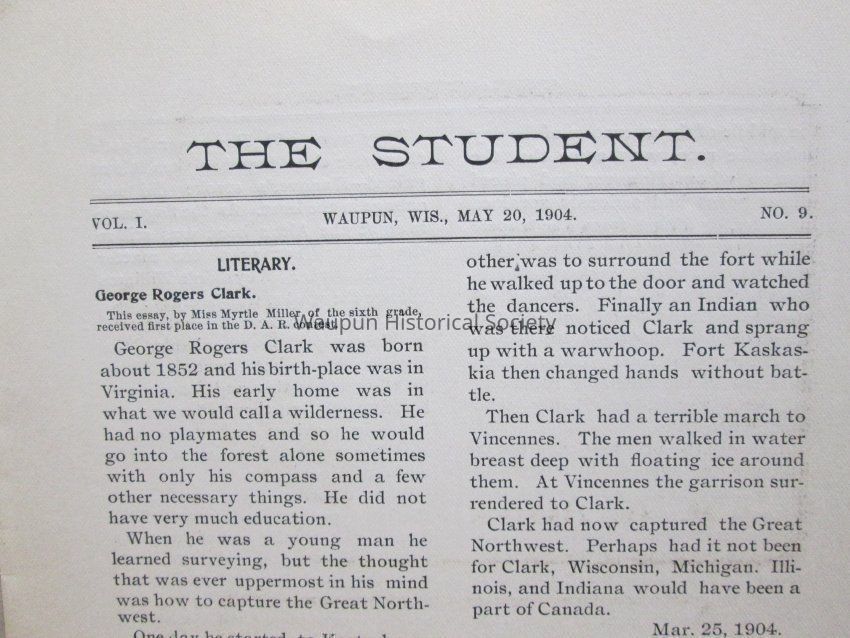 THE STUDENT.
VOL. I. WAUPUN, WIS., MAY 20, 1904. NO. 9.
LITERARY.
George Rogers Clark.
This essay, by Miss Myrtle Miller of the sixth grade,
received first place in the D. A. R. contest.
George Rogers Clark was born
about 1852 and his birth-place was in
Virginia. His early home was in
what we would call a wilderness. He
had no playmates and so he would
go into the forest alone sometimes
with only his compass and a few
other necessary things. He did not
have very much education.
When he was a young man he
learned surveying, but the thought
that was ever uppermost in his mind
was how to capture the Great North-
west.
One day he started to
other was to surround the fort while
he walked up to the door and watched
the dancers. Finally an Indian who
was there noticed Clark and sprang
up with a warwhoop. Fort Kaskas-
kia then changed hands without bat-
tle.
Then Clark had a terrible march to
Vincennes. The men walked in water
breast deep with floating ice around
them. At Vincennes the garrison sur-
rendered to Clark.
Clark had now captured the Great
Northwest. Perhaps had it not been
for Clark, Wisconsin, Michigan. Illi-
nois, and Indiana would have been a
part of Canada.
Mar. 25, 1904.
Waupun Historical Society